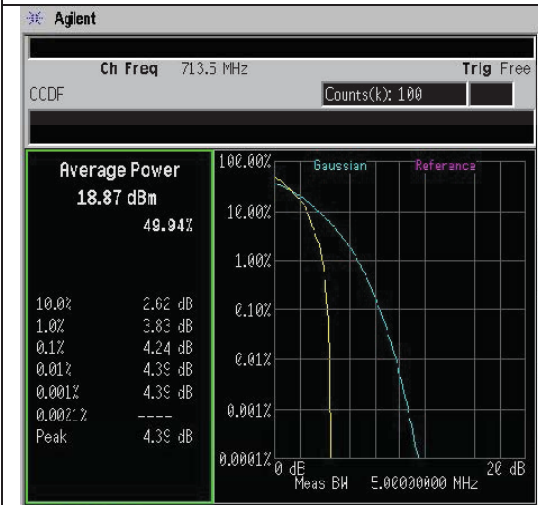 Agilent
Ch Freq 713.5 MHz Trig Free
CCDF Counts(k): 100
Average Power
18.87 dBm
49.94%
10.0% 2.62 dB
1.0% 3.83 dB
0.1% 4.24 dB
0.01% 4.39 dB
0.001% 4.39 dB
0.0001% ----
Peak 4.39 dB
Gaussian Reference
100.00%
10.00%
1.00%
0.10%
0.01%
0.001%
0.0001%
0 dB 20 dB
Meas BW 5.00000000 MHz